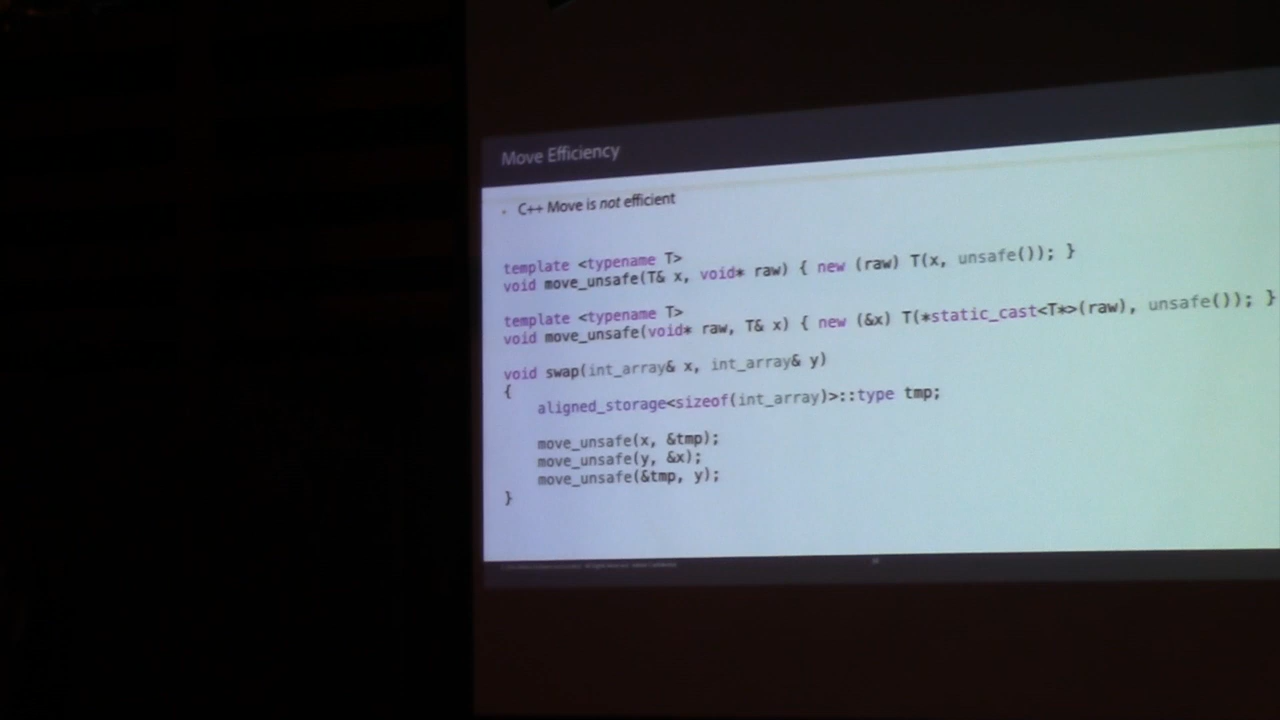 Move Efficiency
• C++ Move is not efficient
template <typename T>
void move_unsafe(T& x, void* raw) { new (raw) T(x, unsafe()); }
template <typename T>
void move_unsafe(void* raw, T& x) { new (&x) T(*static_cast<T*>(raw), unsafe()); }
void swap(int_array& x, int_array& y)
{
    aligned_storage<sizeof(int_array)>::type tmp;
    move_unsafe(x, &tmp);
    move_unsafe(y, &x);
    move_unsafe(&tmp, y);
}